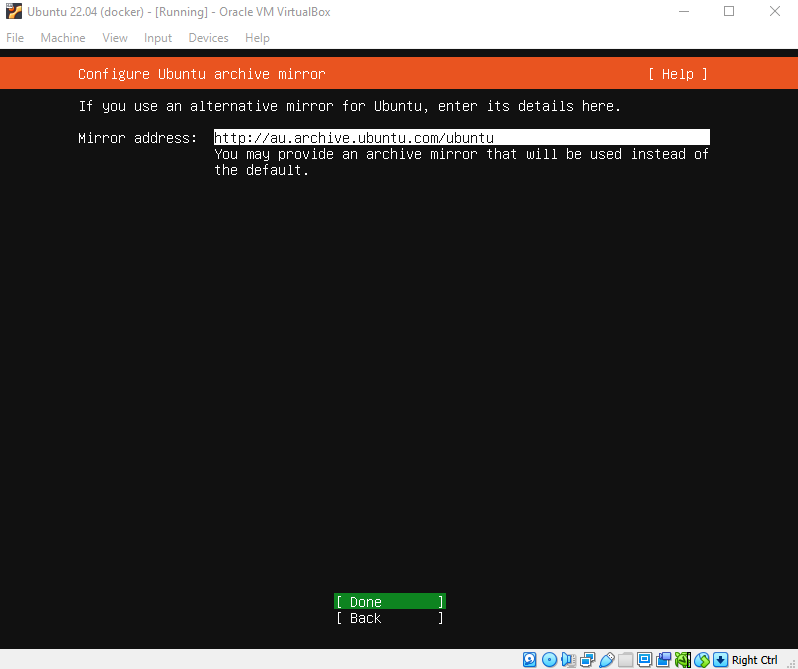 Ubuntu 22.04 (docker) - [Running] - Oracle VM VirtualBox
File Machine View Input Devices Help
Configure Ubuntu archive mirror [ Help ]
If you use an alternative mirror for Ubuntu, enter its details here.
Mirror address: http://au.archive.ubuntu.com/ubuntu
You may provide an archive mirror that will be used instead of
the default.
[ Done ]
[ Back ]
Right Ctrl